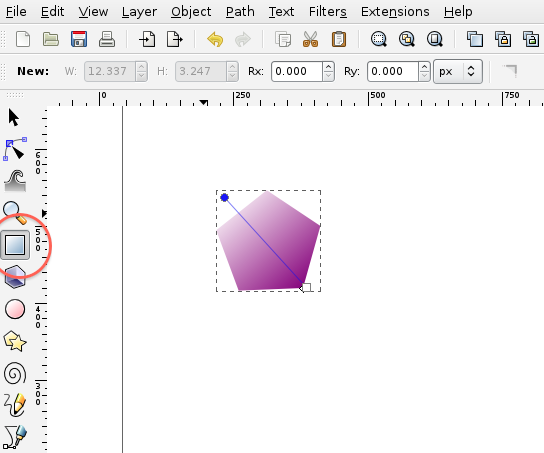 File Edit View Layer Object Path Text Filters Extensions Help
New: W: 12.337 H: 3.247 Rx: 0.000 Ry: 0.000 px
0 250 500 750
600
500
400
300